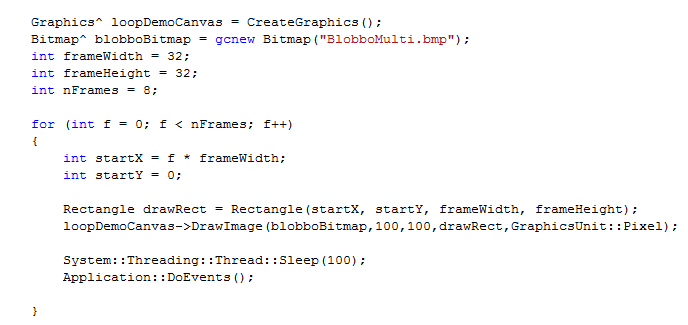 Graphics^ loopDemoCanvas = CreateGraphics();
Bitmap^ blobboBitmap = gcnew Bitmap("BlobboMulti.bmp");
int frameWidth = 32;
int frameHeight = 32;
int nFrames = 8;
for (int f = 0; f < nFrames; f++)
{
int startX = f * frameWidth;
int startY = 0;
Rectangle drawRect = Rectangle(startX, startY, frameWidth, frameHeight);
loopDemoCanvas->DrawImage(blobboBitmap,100,100,drawRect,GraphicsUnit::Pixel);
System::Threading::Thread::Sleep(100);
Application::DoEvents();
}